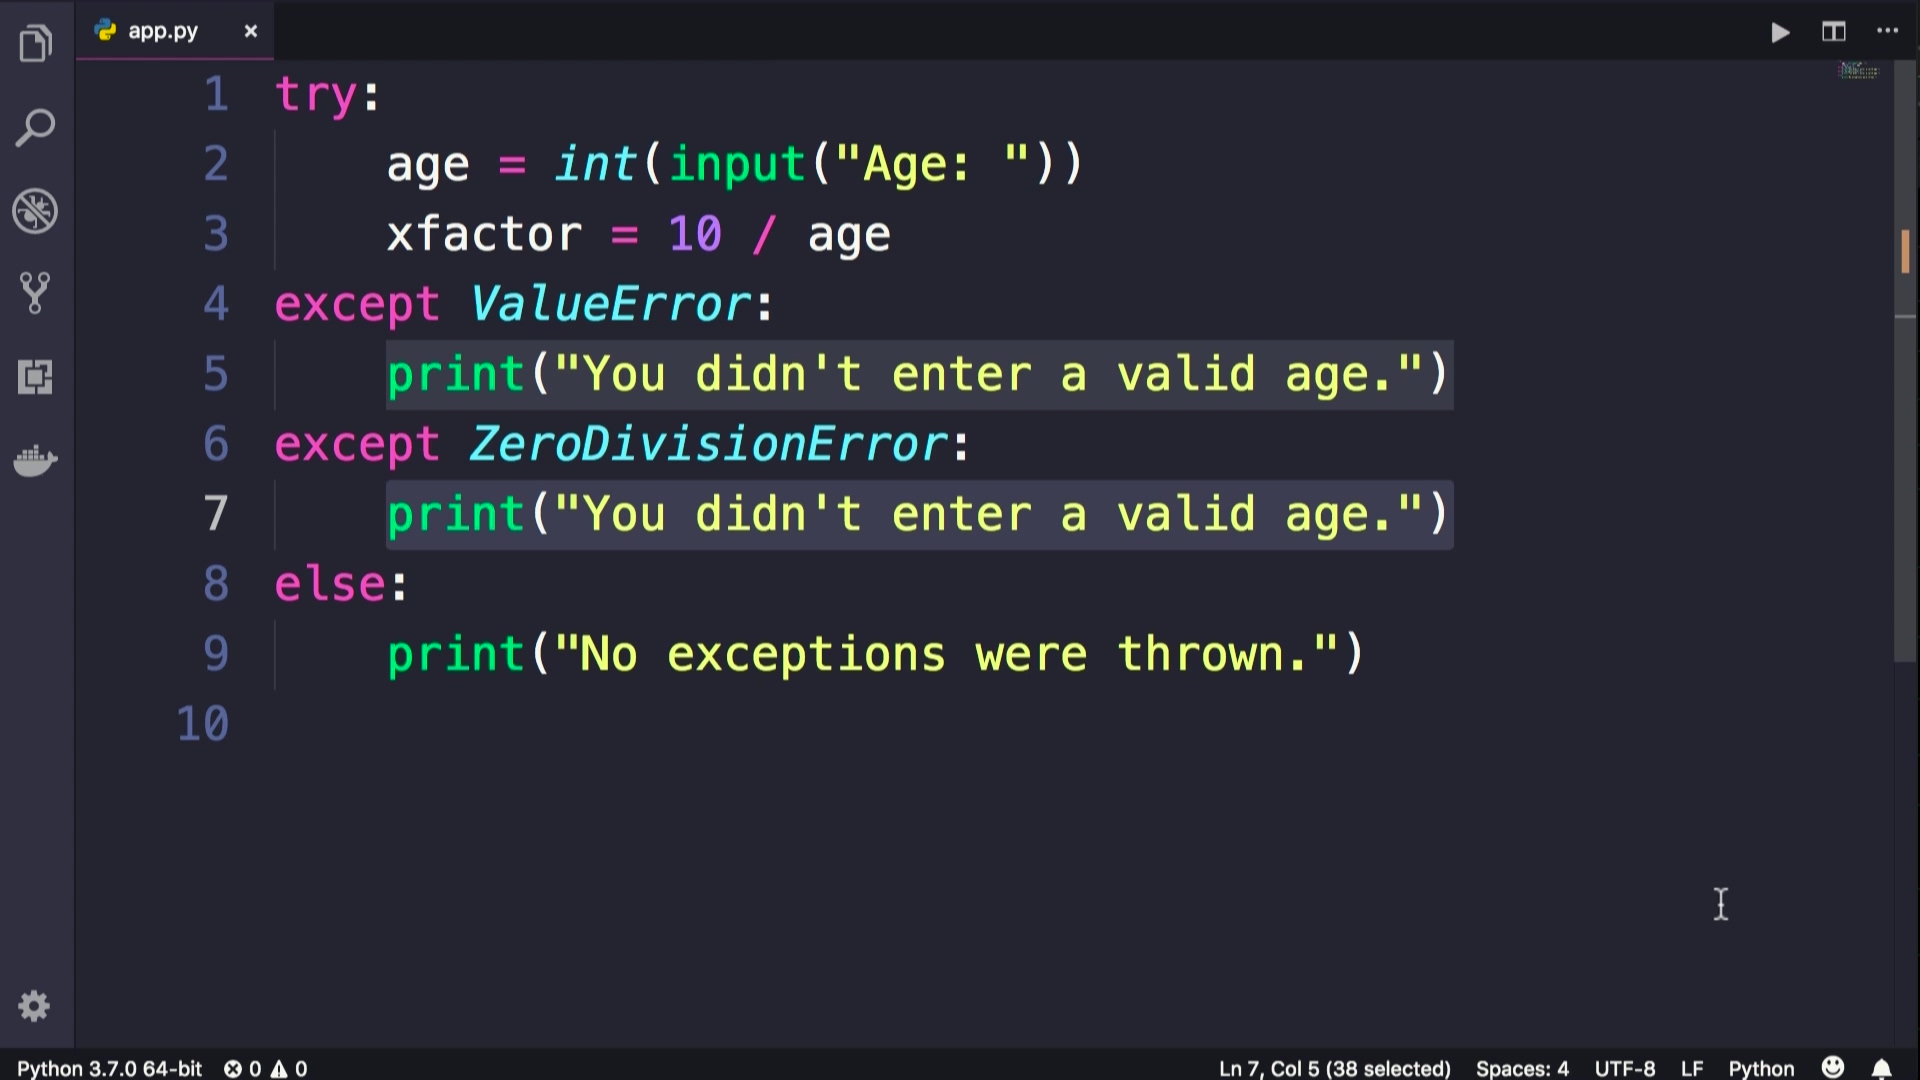 app.py
1 try:
2 age = int(input("Age: "))
3 xfactor = 10 / age
4 except ValueError:
5 print("You didn't enter a valid age.")
6 except ZeroDivisionError:
7 print("You didn't enter a valid age.")
8 else:
9 print("No exceptions were thrown.")
10
Python 3.7.0 64-bit 0 0 Ln 7, Col 5 (38 selected) Spaces: 4 UTF-8 LF Python